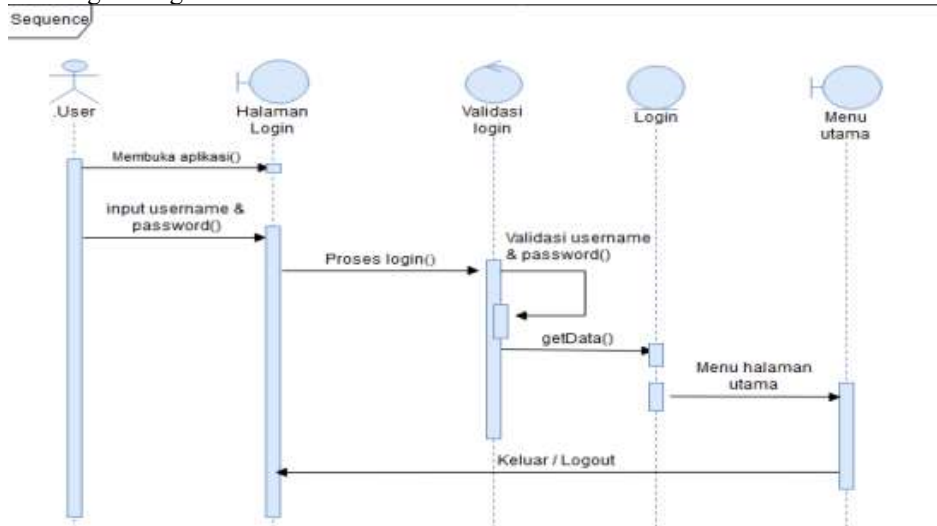 Sequence
.User
Halaman
Login
Validasi
login
Login
Menu
utama
Membuka aplikasi()
input username &
password()
Validasi username
& password()
Proses login()
getData()
Menu halaman
utama
Keluar / Logout